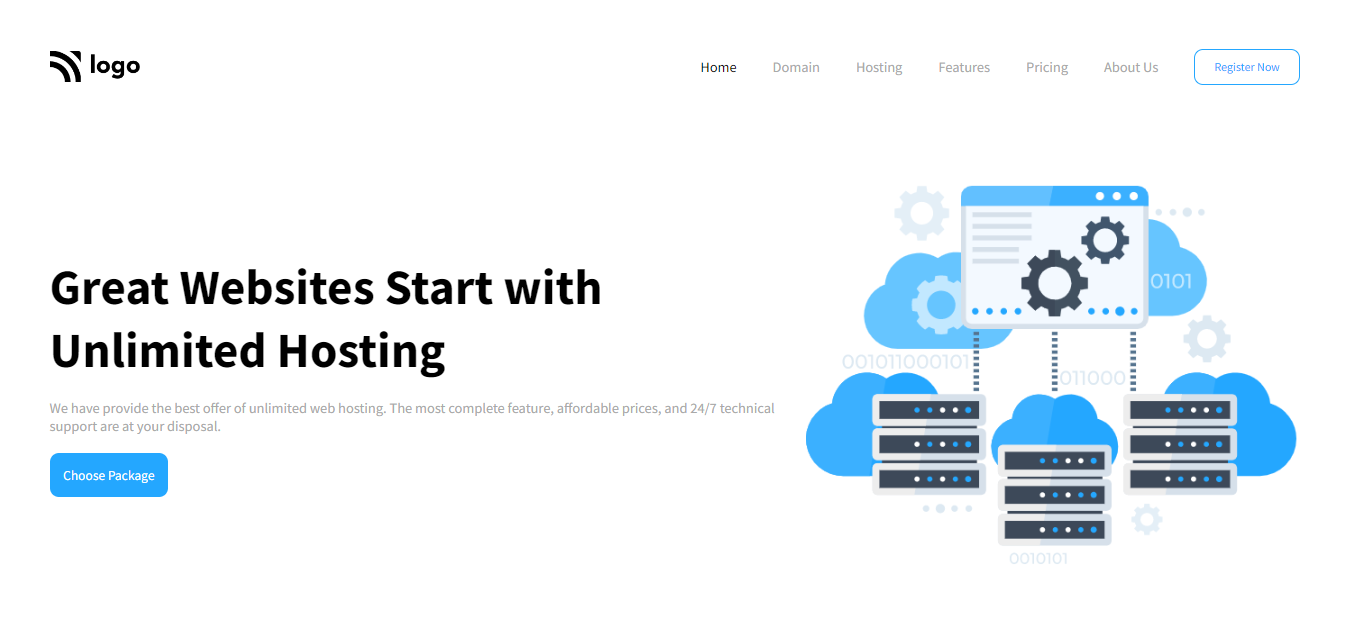 logo
Home Domain Hosting Features Pricing About Us Register Now
Great Websites Start with
Unlimited Hosting
We have provide the best offer of unlimited web hosting. The most complete feature, affordable prices, and 24/7 technical
support are at your disposal.
Choose Package
0101
001011000101
011000
0010101